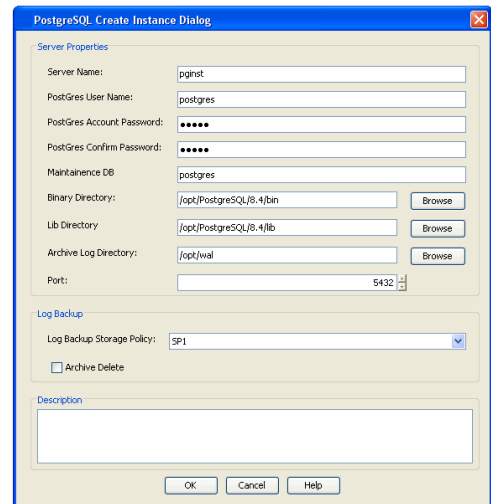 PostgreSQL Create Instance Dialog
Server Properties
Server Name: pginst
PostGres User Name: postgres
PostGres Account Password: •••••
PostGres Confirm Password: •••••
Maintainence DB postgres
Binary Directory: /opt/PostgreSQL/8.4/bin Browse
Lib Directory /opt/PostgreSQL/8.4/lib Browse
Archive Log Directory: /opt/wal Browse
Port: 5432
Log Backup
Log Backup Storage Policy: SP1
Archive Delete
Description
OK Cancel Help